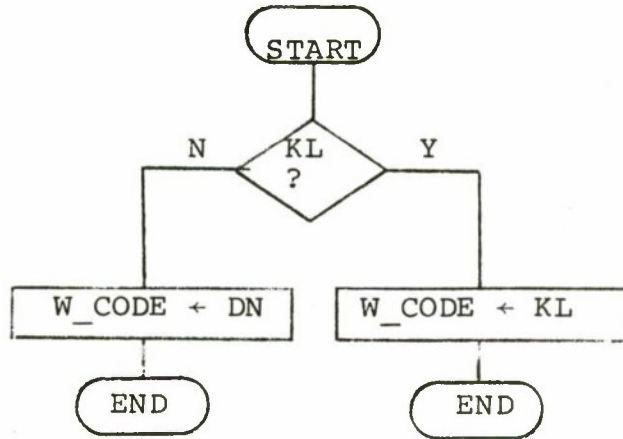 START
N
KL
?
Y
W_CODE ← DN
W_CODE ← KL
END
END